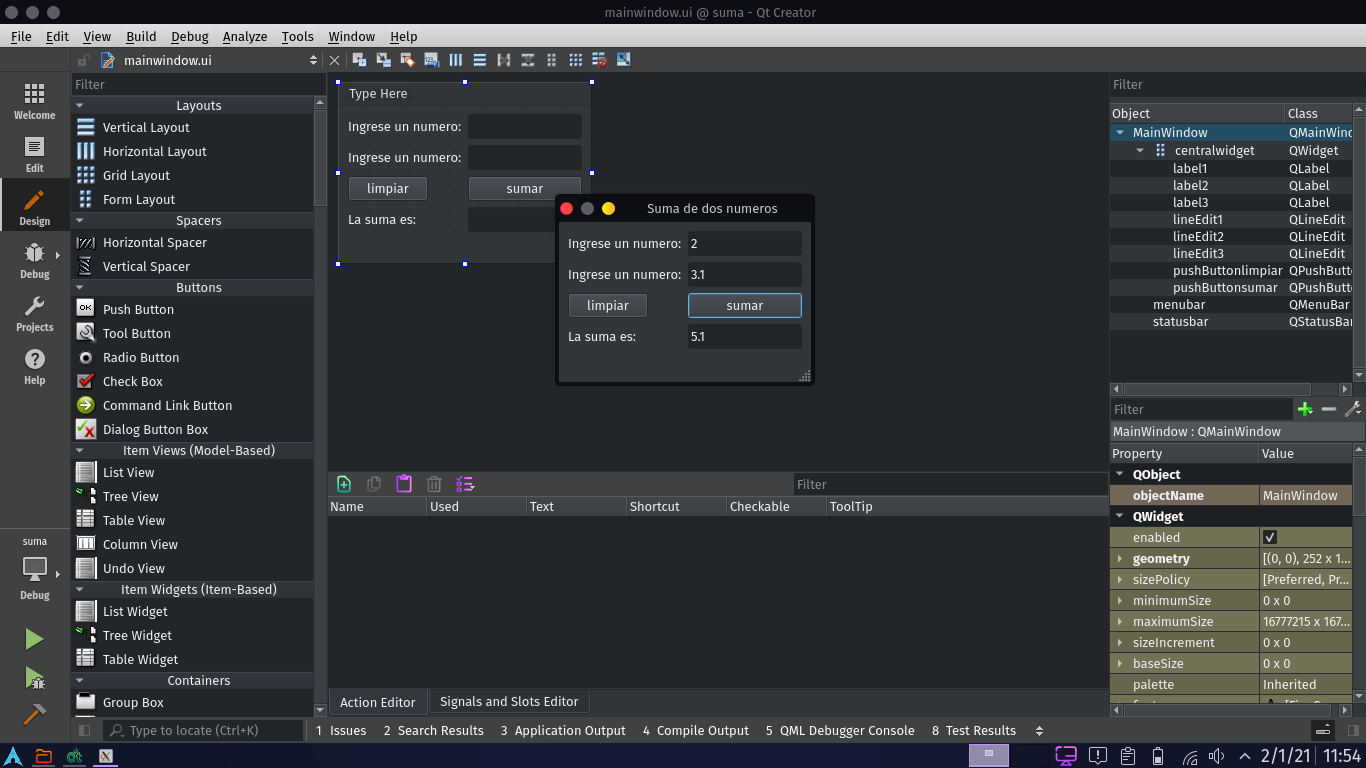 mainwindow.ui @ suma - Qt Creator
File Edit View Build Debug Analyze Tools Window Help
mainwindow.ui
Welcome
Edit
Design
Debug
Projects
Help
suma
Debug
Filter
Layouts
Vertical Layout
Horizontal Layout
Grid Layout
Form Layout
Spacers
Horizontal Spacer
Vertical Spacer
Buttons
OK
Push Button
Tool Button
Radio Button
Check Box
Command Link Button
Dialog Button Box
Item Views (Model-Based)
List View
Tree View
Table View
Column View
Undo View
Item Widgets (Item-Based)
List Widget
Tree Widget
Table Widget
Containers
Group Box
Type Here
Ingrese un numero:
Ingrese un numero:
limpiar sumar
La suma es:
Suma de dos numeros
Ingrese un numero: 2
Ingrese un numero: 3.1
limpiar sumar
La suma es: 5.1
Filter
Name Used Text Shortcut Checkable ToolTip
Action Editor Signals and Slots Editor
Filter
Object Class
MainWindow QMainWind
centralwidget QWidget
label1 QLabel
label2 QLabel
label3 QLabel
lineEdit1 QLineEdit
lineEdit2 QLineEdit
lineEdit3 QLineEdit
pushButtonlimpiar QPushButt
pushButtonsumar QPushButt
menubar QMenuBar
statusbar QStatusBar
Filter
MainWindow : QMainWindow
Property Value
QObject
objectName MainWindow
QWidget
enabled
geometry [(0, 0), 252 x 1...
sizePolicy [Preferred, Pr...
minimumSize 0 x 0
maximumSize 16777215 x 167...
sizeIncrement 0 x 0
baseSize 0 x 0
palette Inherited
Type to locate (Ctrl+K) 1 Issues 2 Search Results 3 Application Output 4 Compile Output 5 QML Debugger Console 8 Test Results
2/1/21 11:54